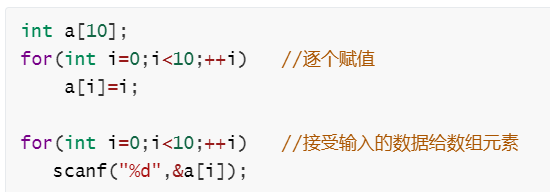 int a[10];
for(int i=0;i<10;++i)   //逐个赋值
    a[i]=i;

for(int i=0;i<10;++i)   //接受输入的数据给数组元素
   scanf("%d",&a[i]);